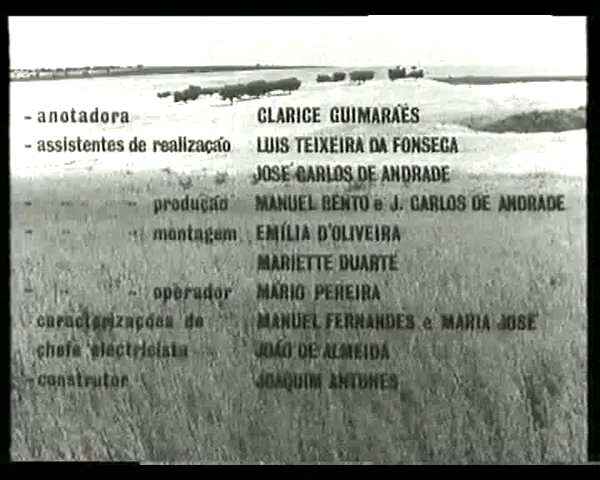 - anotadora CLARICE GUIMARÃES
- assistentes de realização LUIS TEIXEIRA DA FONSECA
JOSÉ CARLOS DE ANDRADE
- " " produção MANUEL BENTO e J. CARLOS DE ANDRADE
- " " montagem EMÍLIA D'OLIVEIRA
MARIETTE DUARTE
- " " operador MÁRIO PEREIRA
caracterizações de MANUEL FERNANDES e MARIA JOSÉ
chefe electricista JOÃO DE ALMEIDA
- construtor JOAQUIM ANTUNES